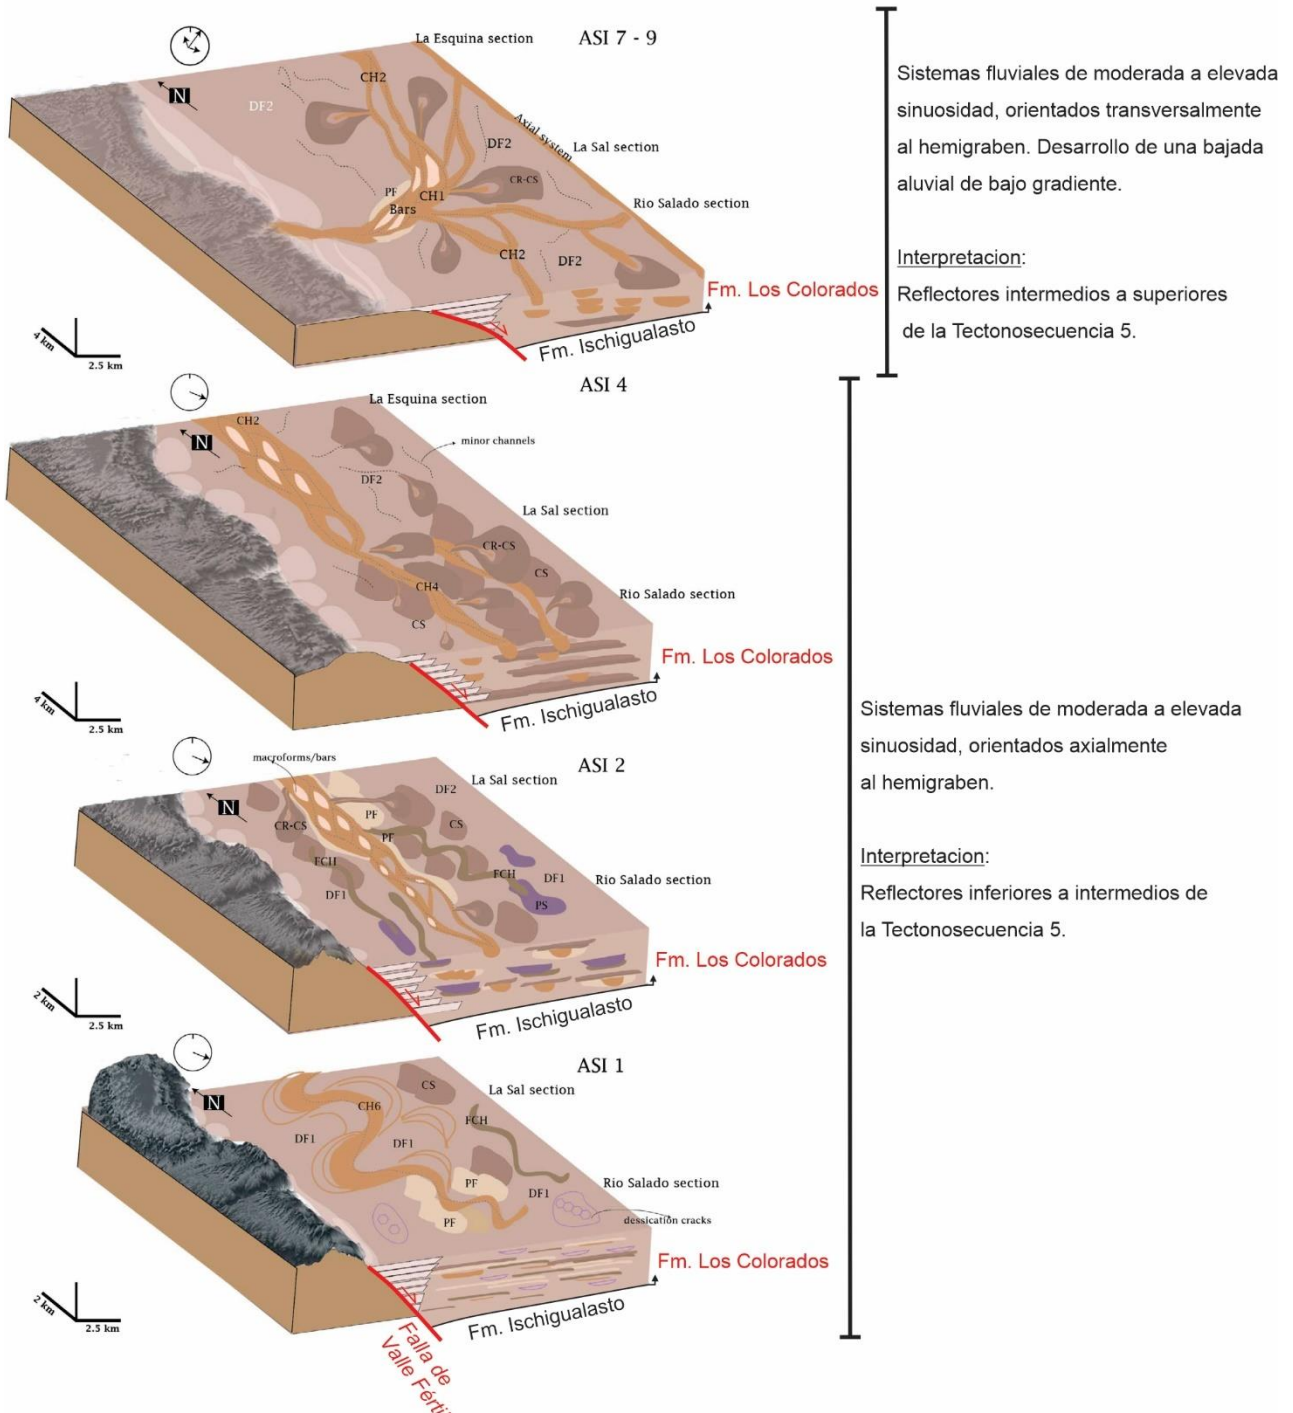 La Esquina section
ASI 7 - 9
CH2
N
DF2
Axial system
DF2
La Sal section
CR-CS
PF
CH1
Bars
Rio Salado section
CH2
DF2
Fm. Los Colorados
Fm. Ischigualasto
4 km
2.5 km
Sistemas fluviales de moderada a elevada
sinuosidad, orientados transversalmente
al hemigraben. Desarrollo de una bajada
aluvial de bajo gradiente.
Interpretacion:
Reflectores intermedios a superiores
de la Tectonosecuencia 5.
ASI 4
La Esquina section
CH2
N
minor channels
DF2
La Sal section
CR-CS
CS
CH4
Rio Salado section
CS
Fm. Los Colorados
Fm. Ischigualasto
4 km
2.5 km
macroforms/bars
ASI 2
La Sal section
N
DF2
PF
CS
CR-CS
PF
FCH
FCH
DF1
Rio Salado section
DF1
PS
Fm. Los Colorados
Fm. Ischigualasto
2 km
2.5 km
ASI 1
CS
La Sal section
N
CH6
FCH
DF1
DF1
PF
DF1
Rio Salado section
PF
dessication cracks
Fm. Los Colorados
Fm. Ischigualasto
2 km
2.5 km
Falla de
Valle Férti
Sistemas fluviales de moderada a elevada
sinuosidad, orientados axialmente
al hemigraben.
Interpretacion:
Reflectores inferiores a intermedios de
la Tectonosecuencia 5.